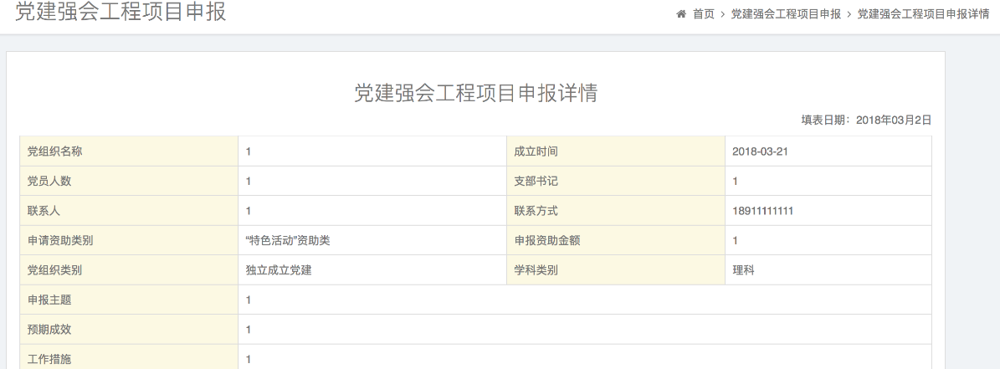 党建强会工程项目申报
首页 > 党建强会工程项目申报 > 党建强会工程项目申报详情
党建强会工程项目申报详情
填表日期：2018年03月2日
党组织名称 1 成立时间 2018-03-21
党员人数 1 支部书记 1
联系人 1 联系方式 18911111111
申请资助类别 “特色活动”资助类 申报资助金额 1
党组织类别 独立成立党建 学科类别 理科
申报主题 1
预期成效 1
工作措施 1